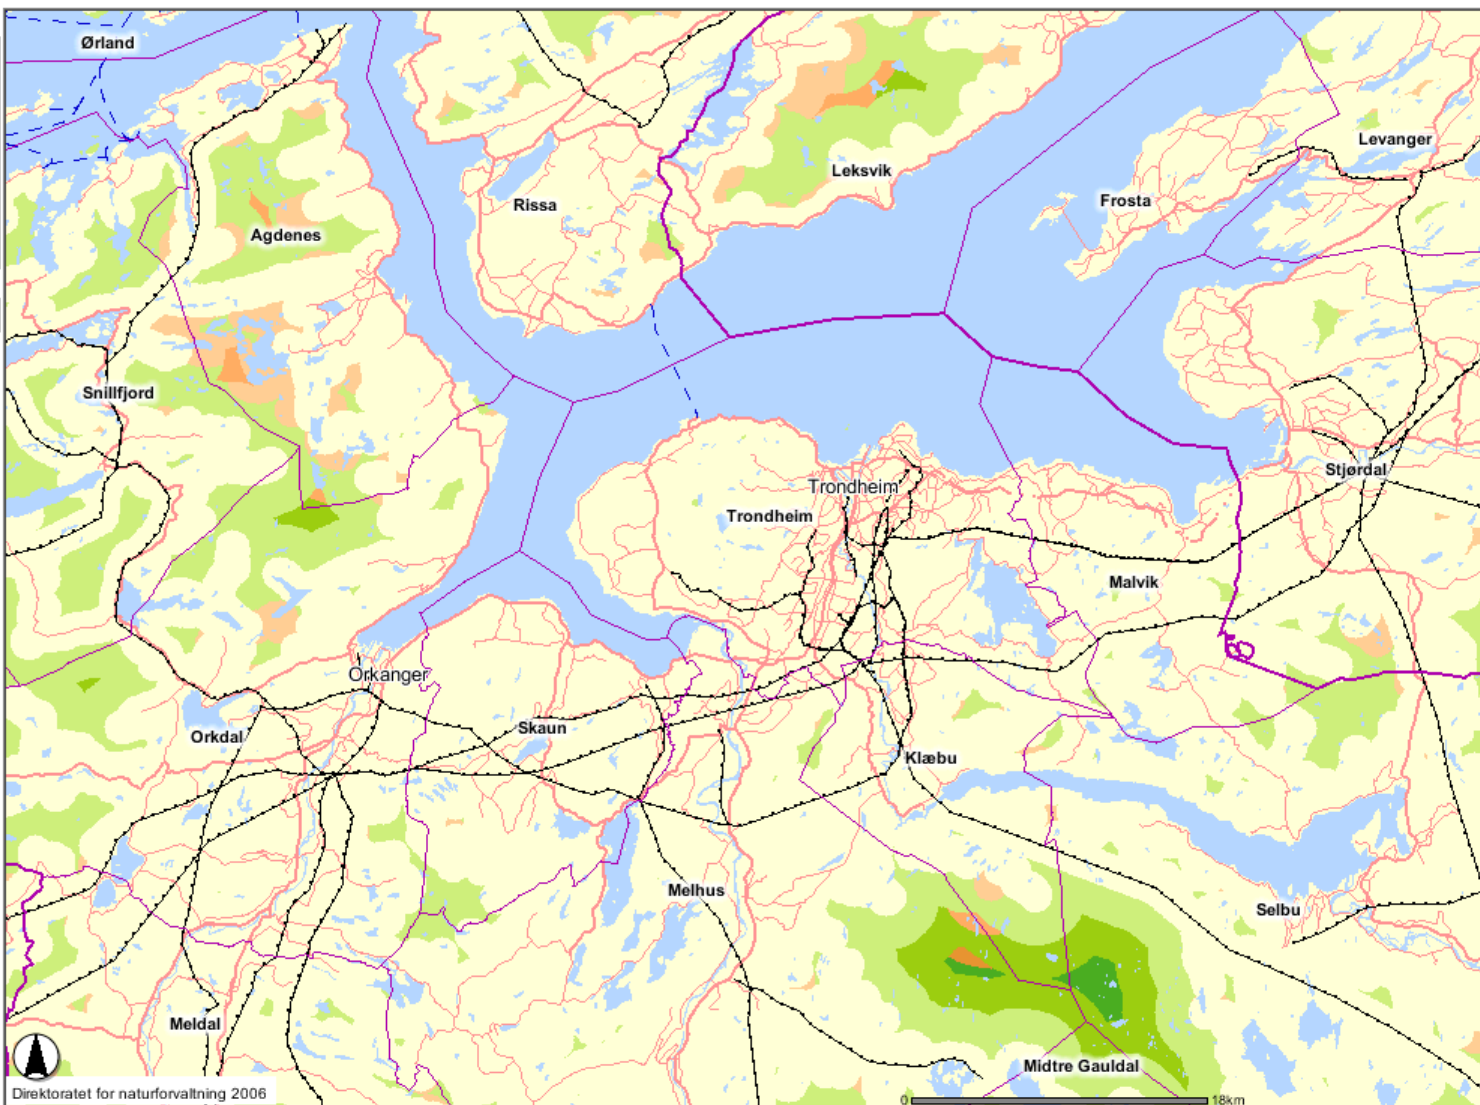 Ørland
Levanger
Leksvik
Frosta
Rissa
Agdenes
Snillfjord
Stjørdal
Trondheim
Trondheim
Malvik
Orkanger
Skaun
Orkdal
Klæbu
Melhus
Selbu
Meldal
Midtre Gauldal
Direktoratet for naturforvaltning 2006
0 18km